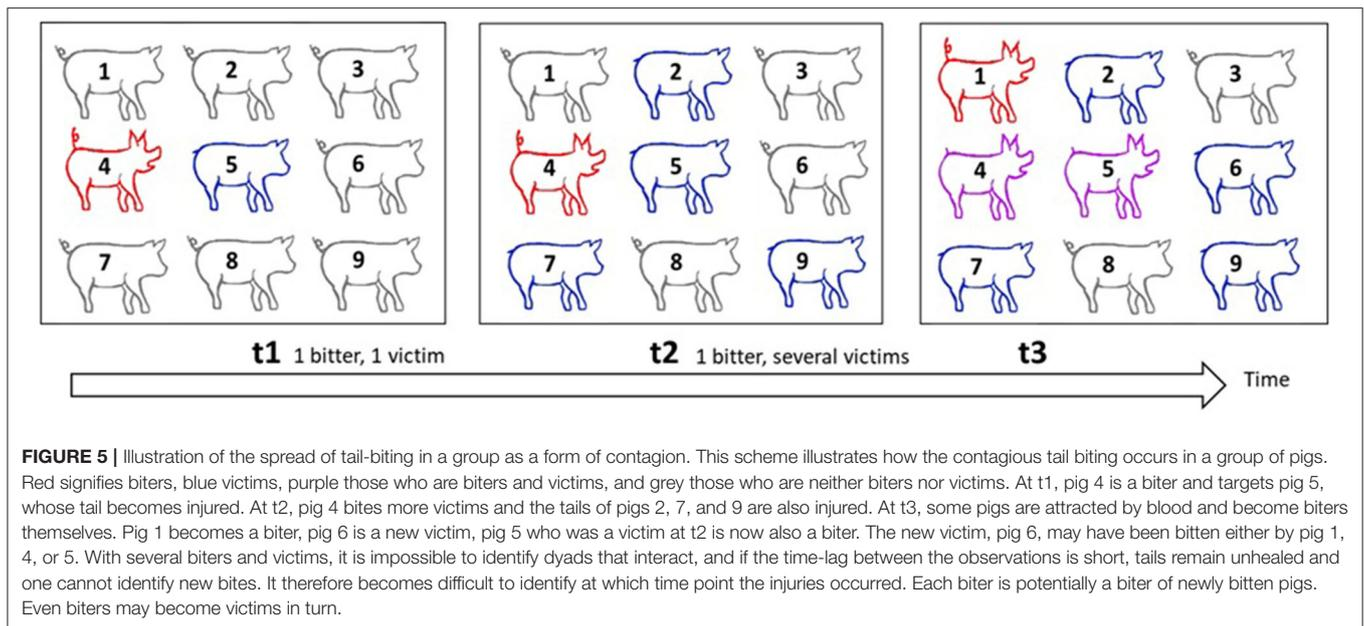 1 2 3
4 5 6
7 8 9
1 2 3
4 5 6
7 8 9
1 2 3
4 5 6
7 8 9
t1 1 bitter, 1 victim
t2 1 bitter, several victims
t3
Time
FIGURE 5 | Illustration of the spread of tail-biting in a group as a form of contagion. This scheme illustrates how the contagious tail biting occurs in a group of pigs.
Red signifies biters, blue victims, purple those who are biters and victims, and grey those who are neither biters nor victims. At t1, pig 4 is a biter and targets pig 5,
whose tail becomes injured. At t2, pig 4 bites more victims and the tails of pigs 2, 7, and 9 are also injured. At t3, some pigs are attracted by blood and become biters
themselves. Pig 1 becomes a biter, pig 6 is a new victim, pig 5 who was a victim at t2 is now also a biter. The new victim, pig 6, may have been bitten either by pig 1,
4, or 5. With several biters and victims, it is impossible to identify dyads that interact, and if the time-lag between the observations is short, tails remain unhealed and
one cannot identify new bites. It therefore becomes difficult to identify at which time point the injuries occurred. Each biter is potentially a biter of newly bitten pigs.
Even biters may become victims in turn.